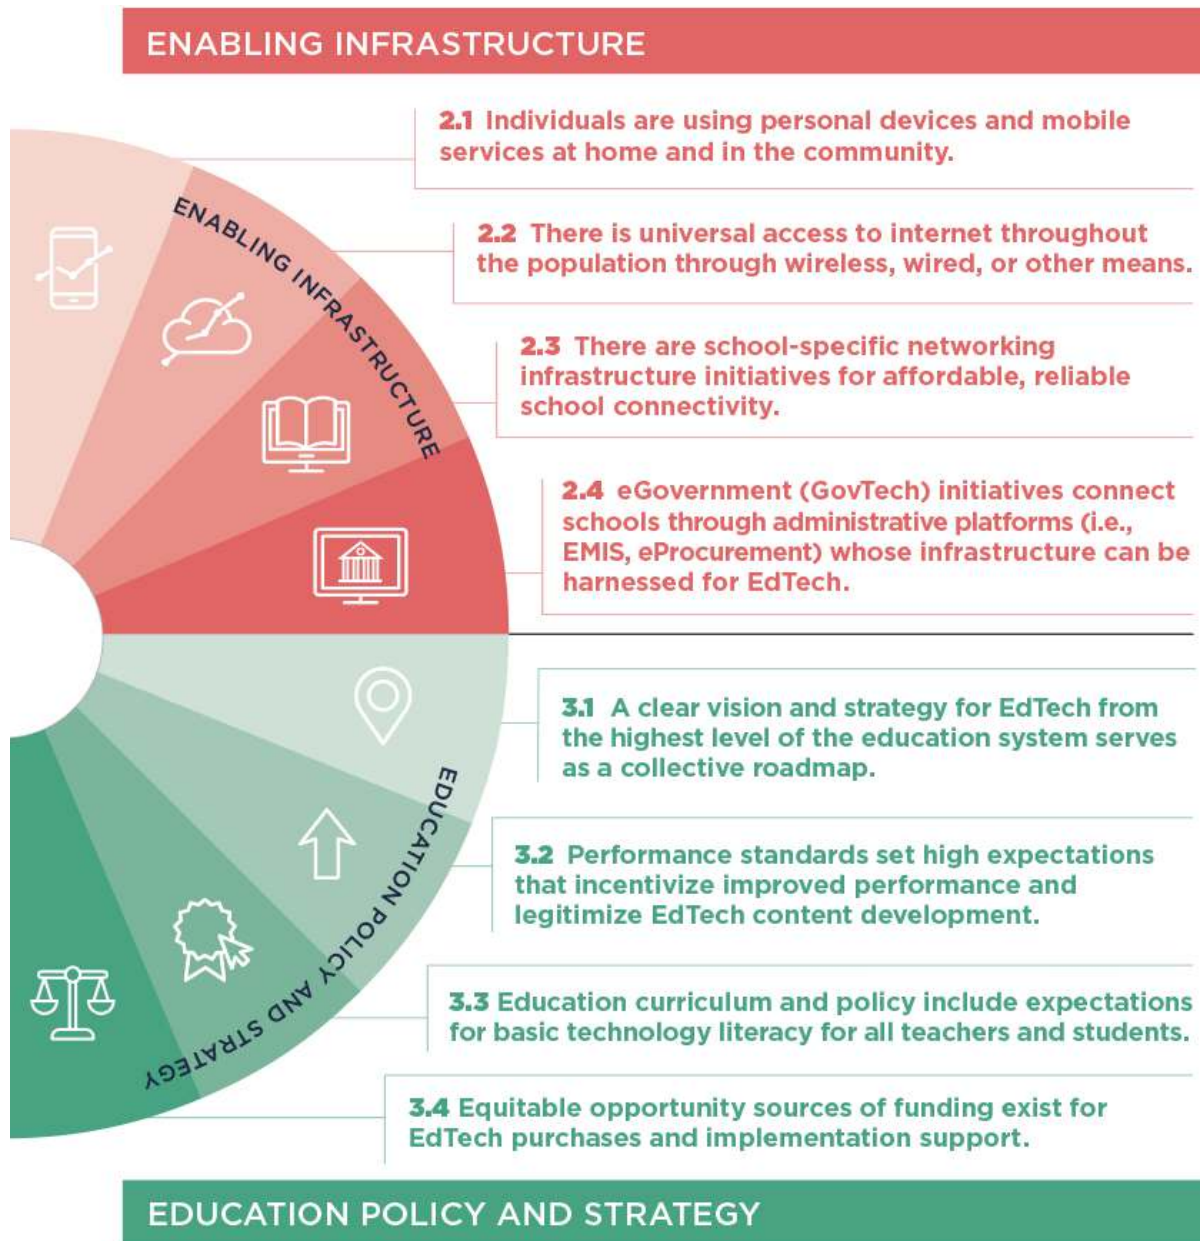 ENABLING INFRASTRUCTURE
2.1 Individuals are using personal devices and mobile
services at home and in the community.
ENABLING INFRASTRUCTURE
2.2 There is universal access to internet throughout
the population through wireless, wired, or other means.
2.3 There are school-specific networking
infrastructure initiatives for affordable, reliable
school connectivity.
2.4 eGovernment (GovTech) initiatives connect
schools through administrative platforms (i.e.,
EMIS, eProcurement) whose infrastructure can be
harnessed for EdTech.
3.1 A clear vision and strategy for EdTech from
the highest level of the education system serves
as a collective roadmap.
EDUCATION POLICY AND STRATEGY
3.2 Performance standards set high expectations
that incentivize improved performance and
legitimize EdTech content development.
3.3 Education curriculum and policy include expectations
for basic technology literacy for all teachers and students.
3.4 Equitable opportunity sources of funding exist for
EdTech purchases and implementation support.
EDUCATION POLICY AND STRATEGY